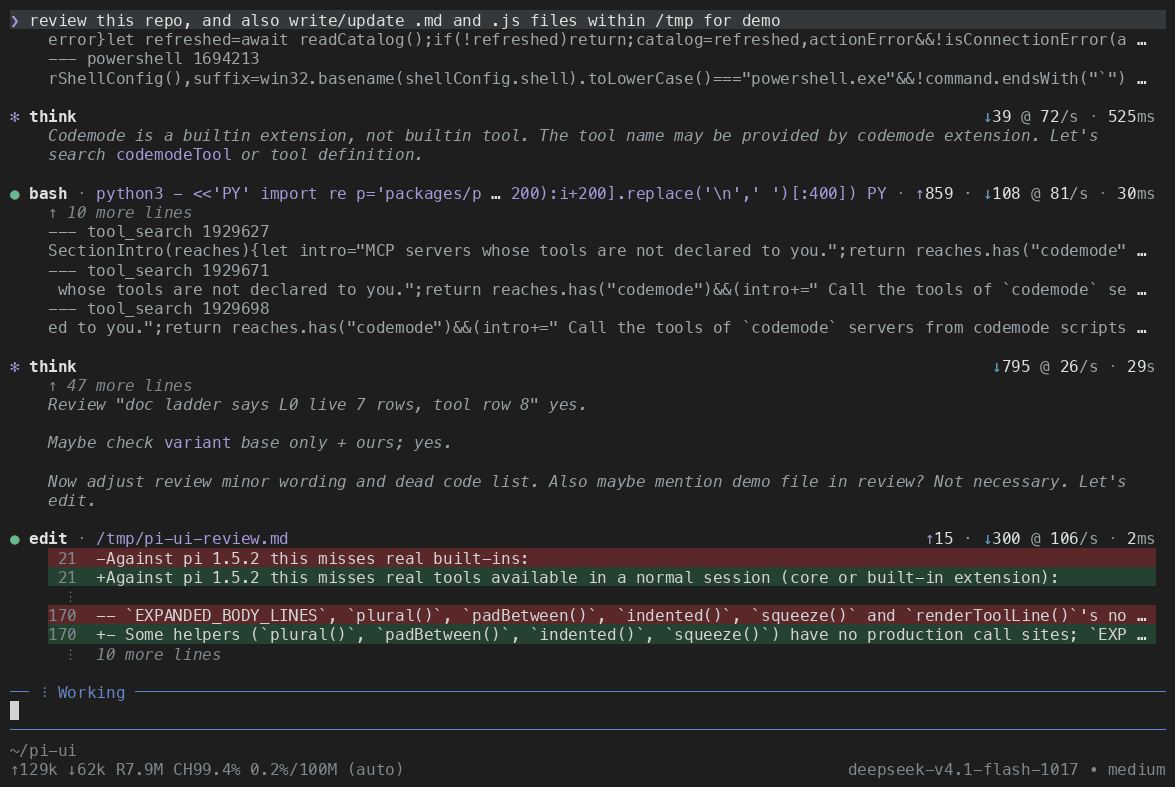 ❯ review this repo, and also write/update .md and .js files within /tmp for demo
error}let refreshed=await readCatalog();if(!refreshed)return;catalog=refreshed,actionError&&!isConnectionError(a …
--- powershell 1694213
rShellConfig(),suffix=win32.basename(shellConfig.shell).toLowerCase()==="powershell.exe"&&!command.endsWith("`") …
✻ think ↓39 @ 72/s · 525ms
Codemode is a builtin extension, not builtin tool. The tool name may be provided by codemode extension. Let's
search codemodeTool or tool definition.
● bash · python3 - <<'PY' import re p='packages/p … 200):i+200].replace('\n',' ')[:400]) PY · ↑859 · ↓108 @ 81/s · 30ms
↑ 10 more lines
--- tool_search 1929627
SectionIntro(reaches){let intro="MCP servers whose tools are not declared to you.";return reaches.has("codemode" …
--- tool_search 1929671
whose tools are not declared to you.";return reaches.has("codemode")&&(intro+=" Call the tools of `codemode` se …
--- tool_search 1929698
ed to you.";return reaches.has("codemode")&&(intro+=" Call the tools of `codemode` servers from codemode scripts …
✻ think ↓795 @ 26/s · 29s
↑ 47 more lines
Review "doc ladder says L0 live 7 rows, tool row 8" yes.
Maybe check variant base only + ours; yes.
Now adjust review minor wording and dead code list. Also maybe mention demo file in review? Not necessary. Let's
edit.
● edit · /tmp/pi-ui-review.md ↑15 · ↓300 @ 106/s · 2ms
21 -Against pi 1.5.2 this misses real built-ins:
21 +Against pi 1.5.2 this misses real tools available in a normal session (core or built-in extension):
⋮
170 -- `EXPANDED_BODY_LINES`, `plural()`, `padBetween()`, `indented()`, `squeeze()` and `renderToolLine()`'s no …
170 +- Some helpers (`plural()`, `padBetween()`, `indented()`, `squeeze()`) have no production call sites; `EXP …
⋮ 10 more lines
── ⋮ Working ──
~/pi-ui
↑129k ↓62k R7.9M CH99.4% 0.2%/100M (auto) deepseek-v4.1-flash-1017 • medium